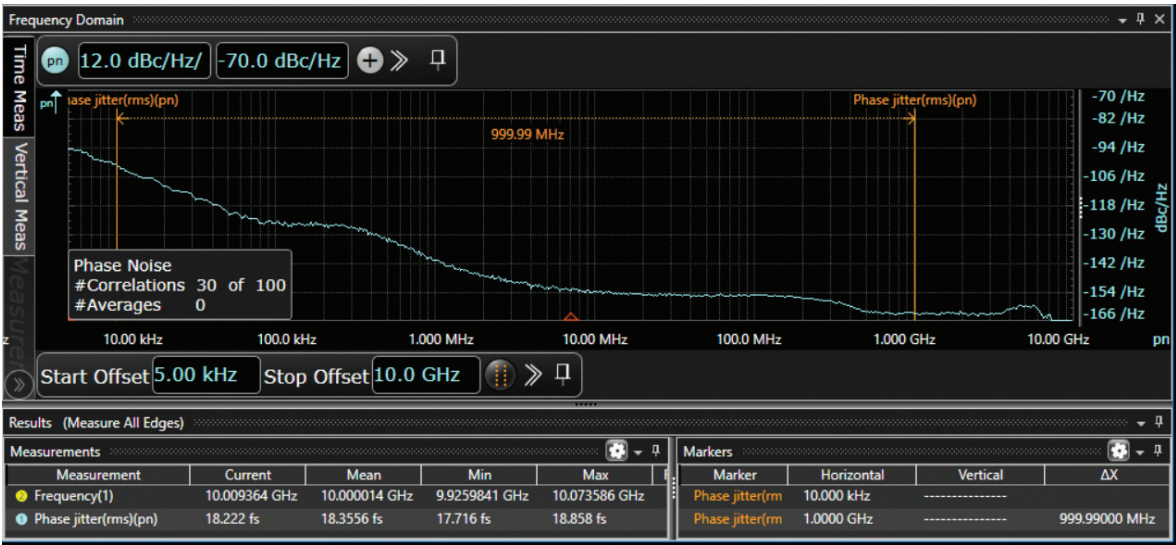 Frequency Domain
pn 12.0 dBc/Hz/ -70.0 dBc/Hz
Time Meas
Vertical Meas
Measure
pn
hase jitter(rms)(pn)
Phase jitter(rms)(pn)
999.99 MHz
-70 /Hz
-82 /Hz
-94 /Hz
-106 /Hz
-118 /Hz
-130 /Hz
-142 /Hz
-154 /Hz
-166 /Hz
dBc/Hz
Phase Noise
#Correlations 30 of 100
#Averages 0
z 10.00 kHz 100.0 kHz 1.000 MHz 10.00 MHz 100.0 MHz 1.000 GHz 10.00 GHz pn
Start Offset 5.00 kHz Stop Offset 10.0 GHz
Results (Measure All Edges)
Measurements
Measurement Current Mean Min Max
2 Frequency(1) 10.009364 GHz 10.000014 GHz 9.9259841 GHz 10.073586 GHz
1 Phase jitter(rms)(pn) 18.222 fs 18.3556 fs 17.716 fs 18.858 fs
Markers
Marker Horizontal Vertical ΔX
Phase jitter(rm 10.000 kHz ---------------
Phase jitter(rm 1.0000 GHz --------------- 999.99000 MHz